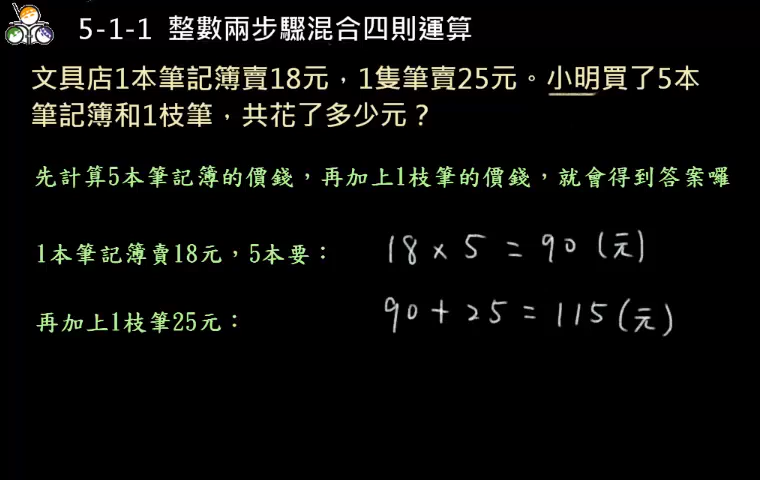 5-1-1 整數兩步驟混合四則運算
文具店1本筆記簿賣18元，1隻筆賣25元。小明買了5本
筆記簿和1枝筆，共花了多少元？
先計算5本筆記簿的價錢，再加上1枝筆的價錢，就會得到答案囉
1本筆記簿賣18元，5本要： 18 × 5 = 90 (元)
再加上1枝筆25元： 90 + 25 = 115 (元)